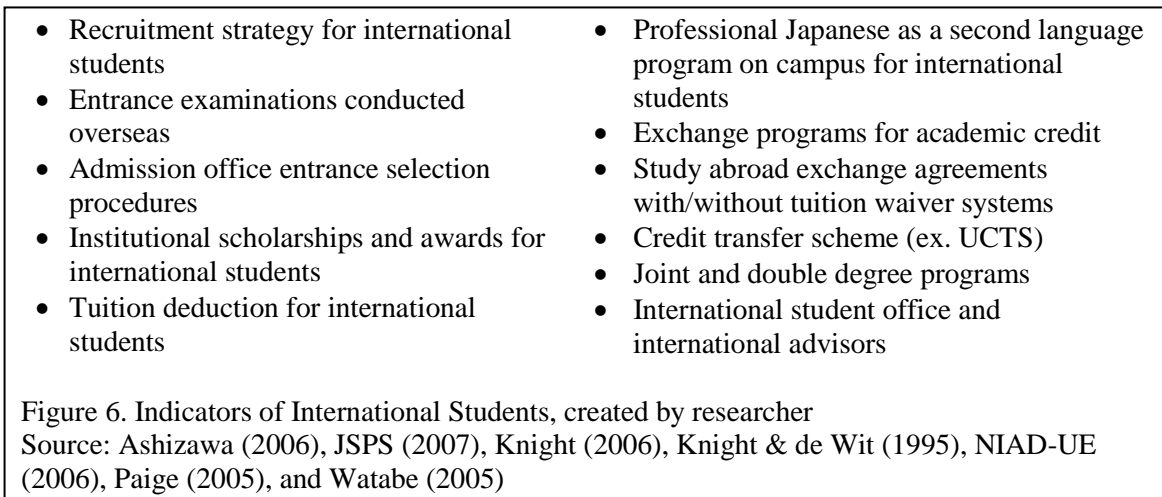 • Recruitment strategy for international
students
• Entrance examinations conducted
overseas
• Admission office entrance selection
procedures
• Institutional scholarships and awards for
international students
• Tuition deduction for international
students
• Professional Japanese as a second language
program on campus for international
students
• Exchange programs for academic credit
• Study abroad exchange agreements
with/without tuition waiver systems
• Credit transfer scheme (ex. UCTS)
• Joint and double degree programs
• International student office and
international advisors
Figure 6. Indicators of International Students, created by researcher
Source: Ashizawa (2006), JSPS (2007), Knight (2006), Knight & de Wit (1995), NIAD-UE
(2006), Paige (2005), and Watabe (2005)